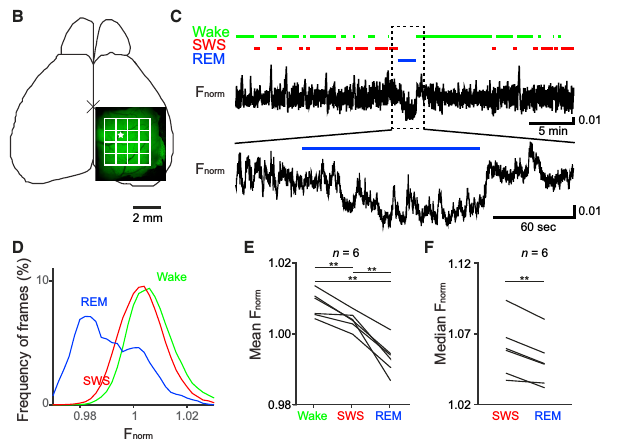 B
2 mm
C
Wake
SWS
REM
Fnorm
0.01
5 min
Fnorm
0.01
60 sec
D
Frequency of frames (%)
10
0
REM
Wake
SWS
0.98
1
1.02
Fnorm
E
n = 6
**
**
**
Mean Fnorm
1.02
1.00
0.98
Wake
SWS
REM
F
n = 6
**
Median Fnorm
1.12
1.07
1.02
SWS
REM